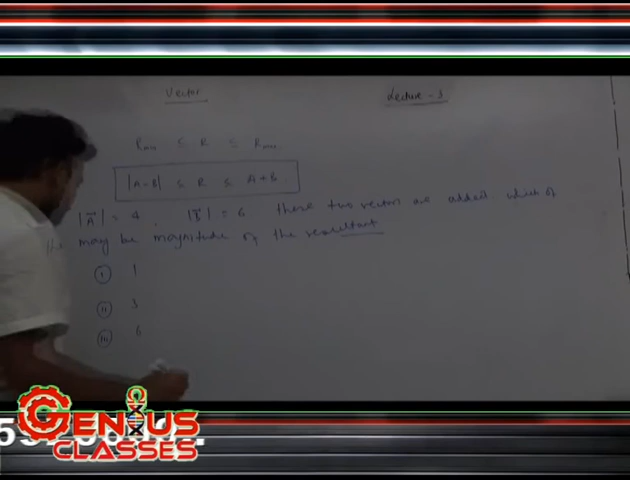 Vector
Lecture - 3
Rmin ≤ R ≤ Rmax
|A-B| ≤ R ≤ A+B
|A⃗| = 4 , |B⃗| = 6 these two vectors are added which of
the may be magnitude of the resultant
(i) 1
(ii) 3
(iii) 6
GENIUS
CLASSES